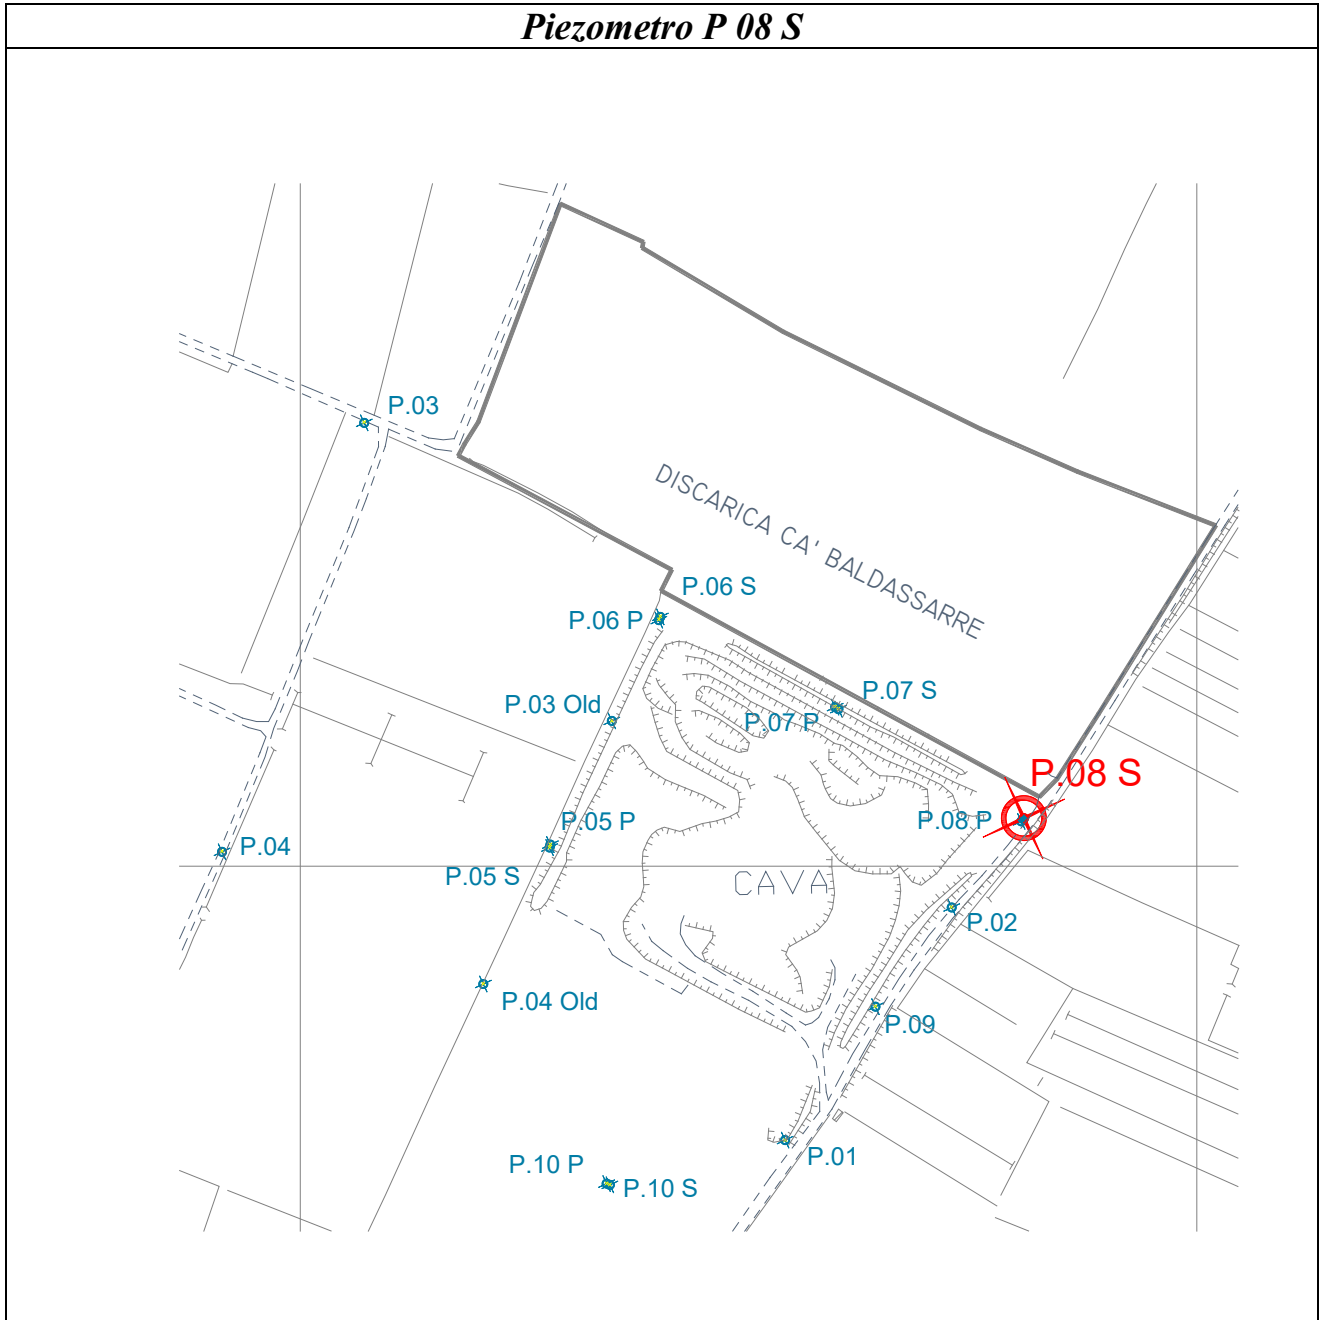 Piezometro P 08 S
P.03
DISCARICA CA' BALDASSARRE
P.06 S
P.06 P
P.07 S
P.03 Old
P.07 P
P.08 S
P.08 P
P.05 P
P.04
P.05 S
CAVA
P.02
P.04 Old
P.09
P.01
P.10 P
P.10 S